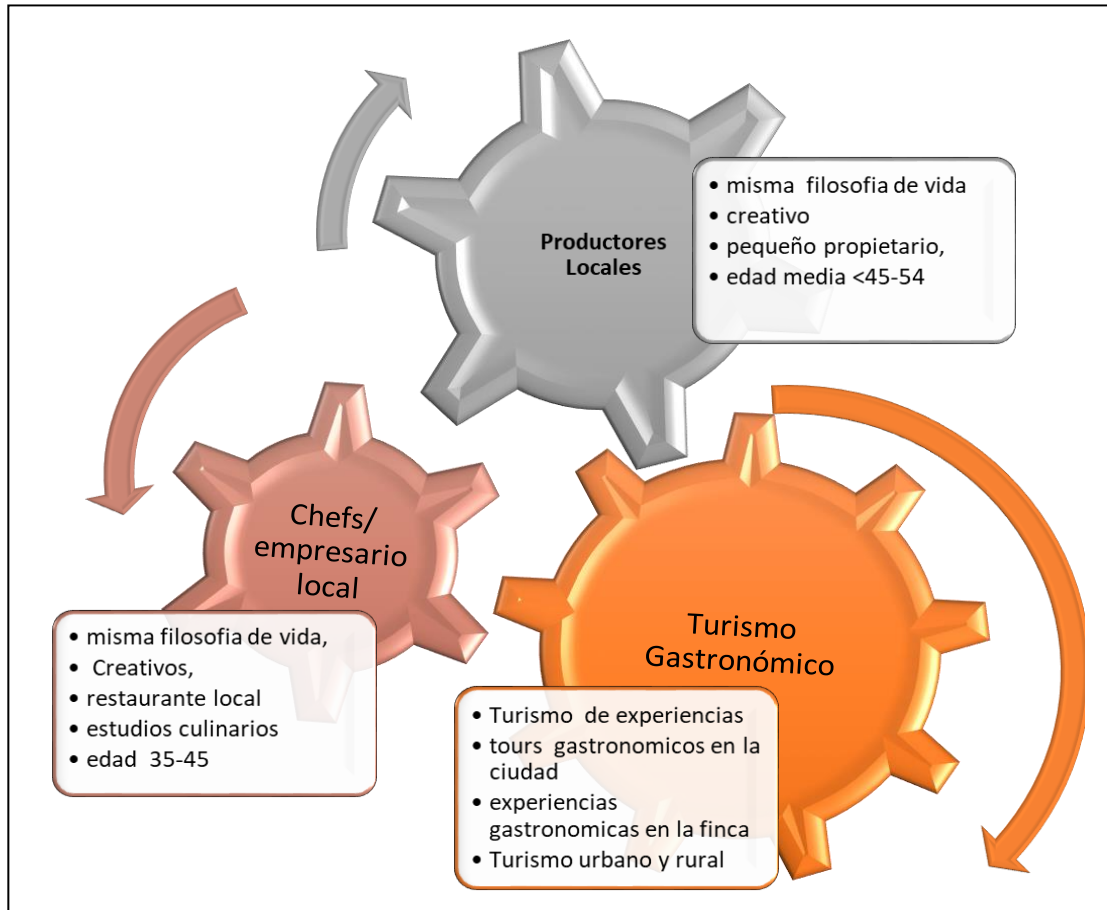 Productores
Locales
• misma filosofia de vida
• creativo
• pequeño propietario,
• edad media <45-54
Chefs/
empresario
local
• misma filosofia de vida,
• Creativos,
• restaurante local
• estudios culinarios
• edad 35-45
Turismo
Gastronómico
• Turismo de experiencias
• tours gastronomicos en la
ciudad
• experiencias
gastronomicas en la finca
• Turismo urbano y rural